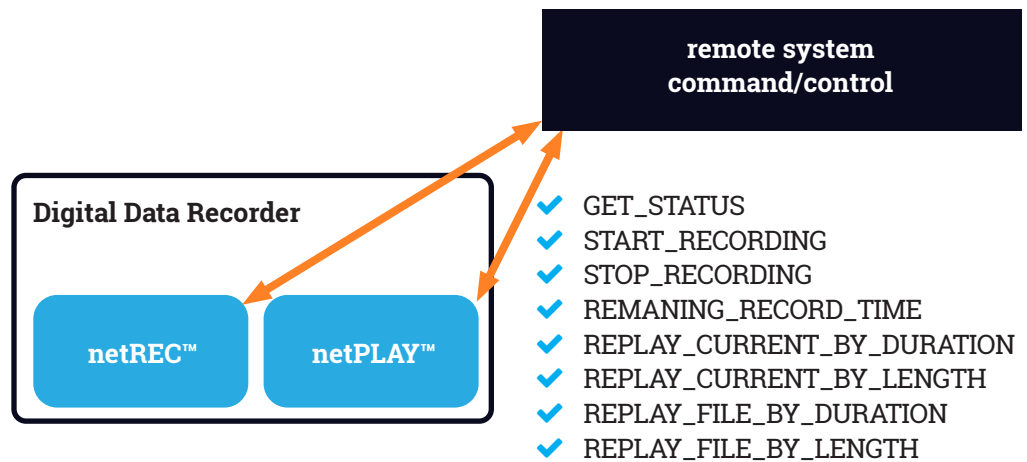 remote system
command/control
Digital Data Recorder
netREC™
netPLAY™
GET_STATUS
START_RECORDING
STOP_RECORDING
REMANING_RECORD_TIME
REPLAY_CURRENT_BY_DURATION
REPLAY_CURRENT_BY_LENGTH
REPLAY_FILE_BY_DURATION
REPLAY_FILE_BY_LENGTH